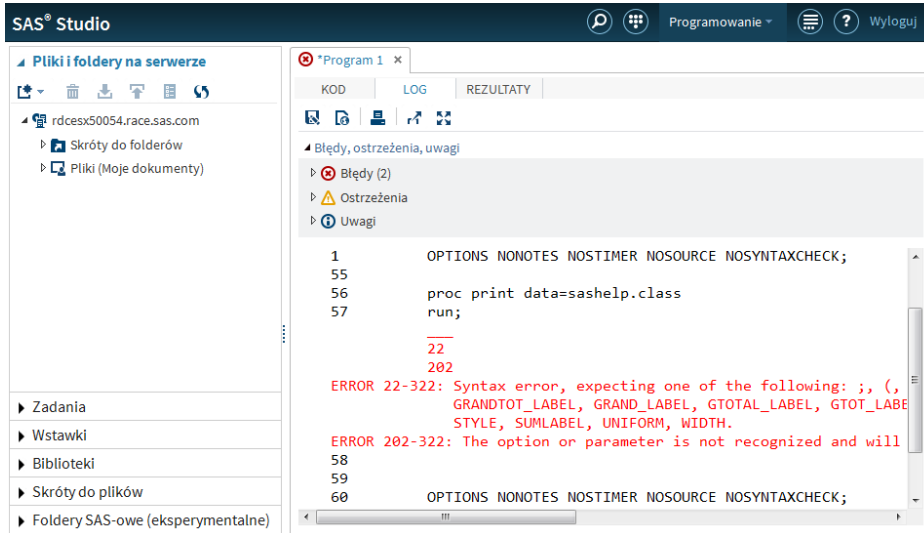 SAS® Studio
Programowanie
Wyloguj
Pliki i foldery na serwerze
rdcesx50054.race.sas.com
Skróty do folderów
Pliki (Moje dokumenty)
Zadania
Wstawki
Biblioteki
Skróty do plików
Foldery SAS-owe (eksperymentalne)
*Program 1 ×
KOD LOG REZULTATY
Błędy, ostrzeżenia, uwagi
Błędy (2)
Ostrzeżenia
Uwagi
1 OPTIONS NONOTES NOSTIMER NOSOURCE NOSYNTAXCHECK;
55
56 proc print data=sashelp.class
57 run;
___
22
202
ERROR 22-322: Syntax error, expecting one of the following: ;, (,
GRANDTOT_LABEL, GRAND_LABEL, GTOTAL_LABEL, GTOT_LABE
STYLE, SUMLABEL, UNIFORM, WIDTH.
ERROR 202-322: The option or parameter is not recognized and will
58
59
60 OPTIONS NONOTES NOSTIMER NOSOURCE NOSYNTAXCHECK;